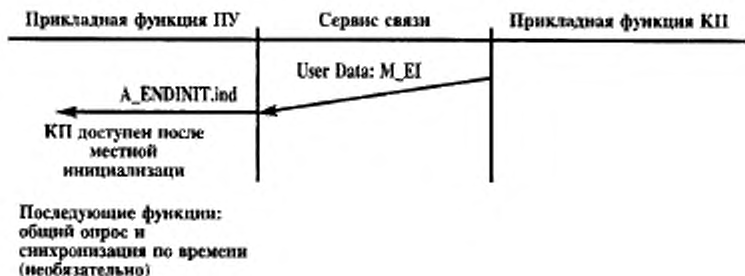 Прикладная функция ПУ
Сервис связи
Прикладная функция КП
User Data: M_EI
A_ENDINIT.ind
КП доступен после
местной
инициализаци
Последующие функции:
общий опрос и
синхронизация по времени
(необязательно)